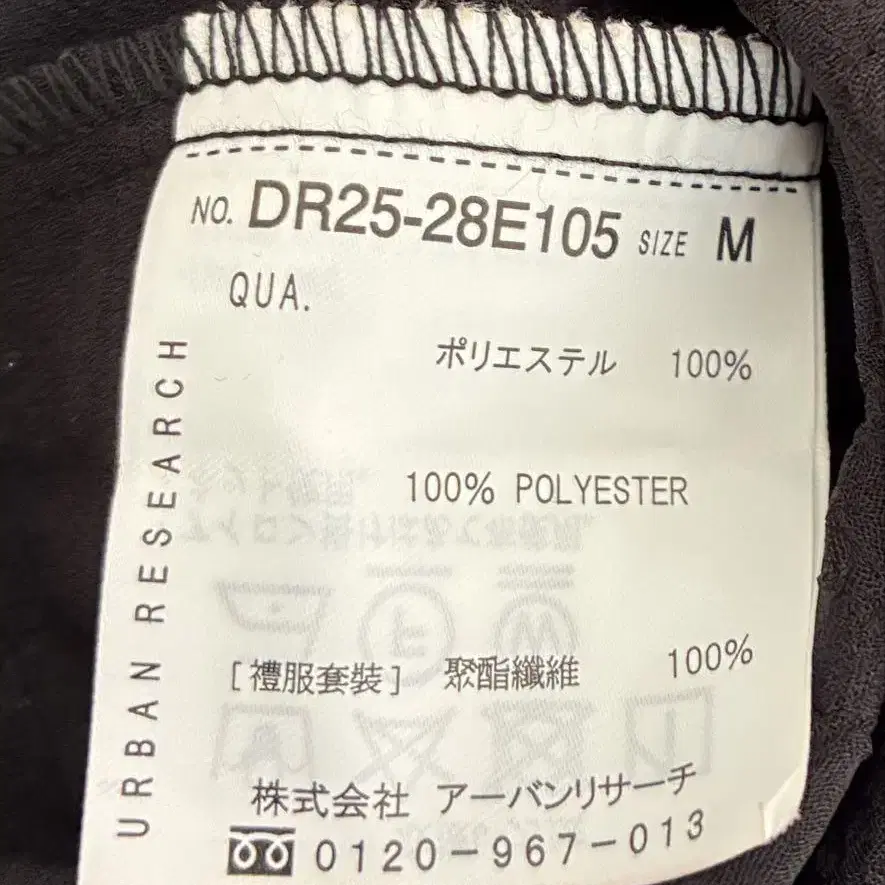 NO. DR25-28E105 SIZE M
QUA.
ポリエステル 100%
100% POLYESTER
[禮服套裝] 聚酯纖維 100%
株式会社 アーバンリサーチ
0120-967-013
URBAN RESEARCH